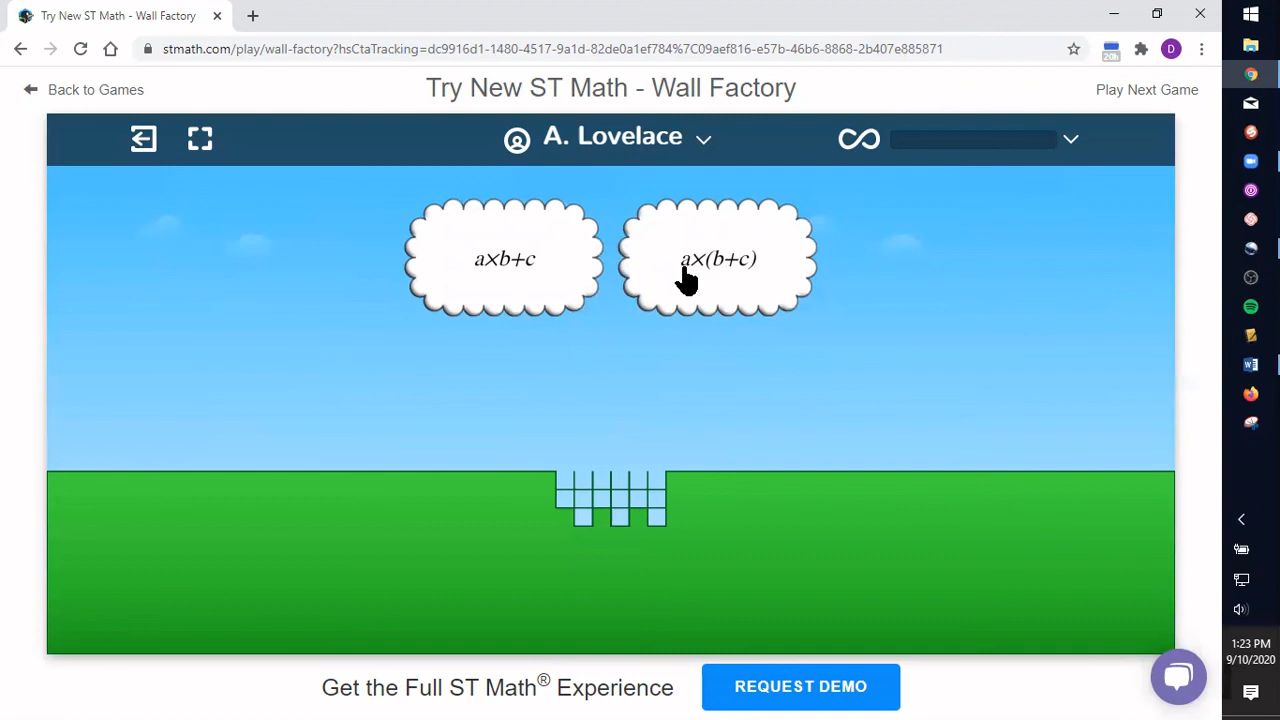 Try New ST Math - Wall Factory
stmath.com/play/wall-factory?hsCtaTracking=dc9916d1-1480-4517-9a1d-82de0a1ef784%7C09aef816-e57b-46b6-8868-2b407e885871
20h
D
Back to Games
Try New ST Math - Wall Factory
Play Next Game
A. Lovelace
a×b+c
a×(b+c)
Get the Full ST Math® Experience
REQUEST DEMO
1:23 PM
9/10/2020